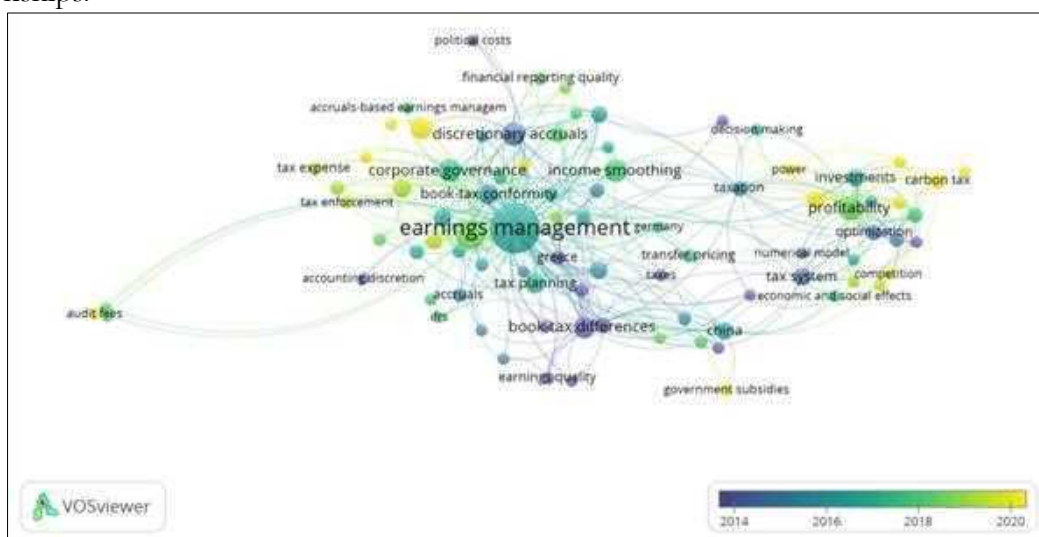 political costs
financial reporting quality
accruals-based earnings managem
discretionary accruals
decision making
tax expense
corporate governance
income smoothing
power
investments
carbon tax
book-tax conformity
taxation
tax enforcement
profitability
earnings management
germany
optimization
greece
transfer pricing
numerical model
accounting discretion
tax planning
taxes
tax system
competition
accruals
economic and social effects
audit fees
ifrs
book-tax differences
china
earnings quality
government subsidies
VOSviewer
2014
2016
2018
2020